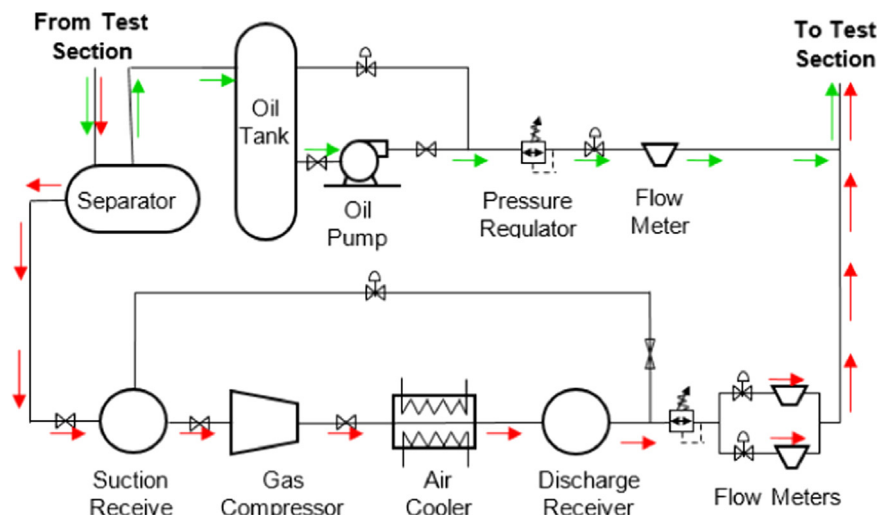 From Test
Section
To Test
Section
Oil
Tank
Separator
Oil
Pump
Pressure
Regulator
Flow
Meter
Suction
Receive
Gas
Compressor
Air
Cooler
Discharge
Receiver
Flow Meters